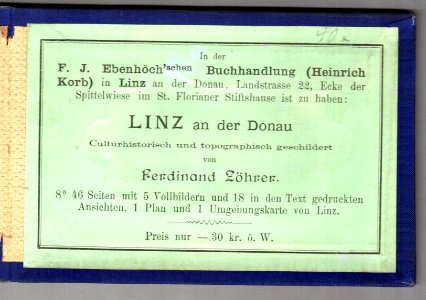 40.-
In der
F. J. Ebenhöch'schen Buchhandlung (Heinrich
Korb) in Linz an der Donau, Landstrasse 22, Ecke der
Spittelwiese im St. Florianer Stiftshause ist zu haben:
LINZ an der Donau
Culturhistorisch und topographisch geschildert
von
Ferdinand Zöhrer.
8° 46 Seiten mit 5 Vollbildern und 18 in den Text gedruckten
Ansichten, 1 Plan und 1 Umgebungskarte von Linz.
Preis nur —.30 kr. ö. W.